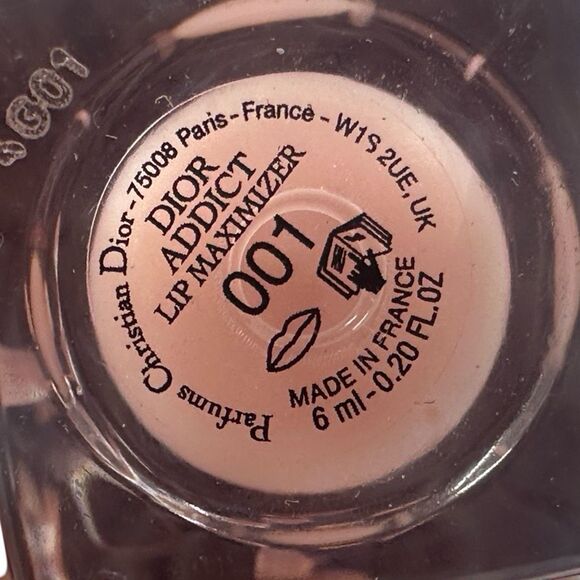 Parfums Christian Dior - 75008 Paris - France - W1S 2UE, UK
DIOR
ADDICT
LIP MAXIMIZER
001
MADE IN FRANCE
6 ml - 0.20 FL.OZ